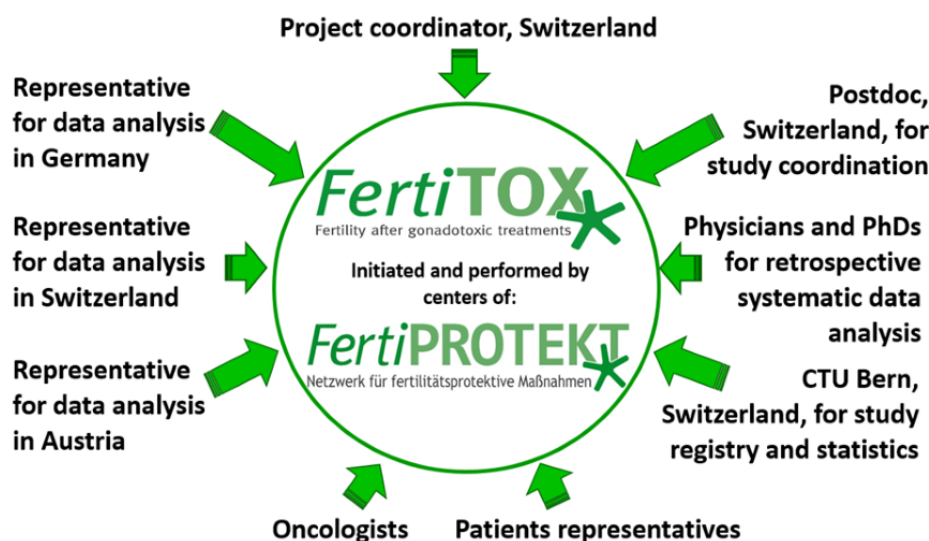 Project coordinator, Switzerland
Representative
for data analysis
in Germany
Postdoc,
Switzerland, for
study coordination
FertiTOX
Fertility after gonadotoxic treatments
Representative
for data analysis
in Switzerland
Initiated and performed by
centers of:
Physicians and PhDs
for retrospective
systematic data
analysis
FertiPROTEKT
Netzwerk für fertilitätsprotektive Maßnahmen
Representative
for data analysis
in Austria
CTU Bern,
Switzerland, for study
registry and statistics
Oncologists
Patients representatives